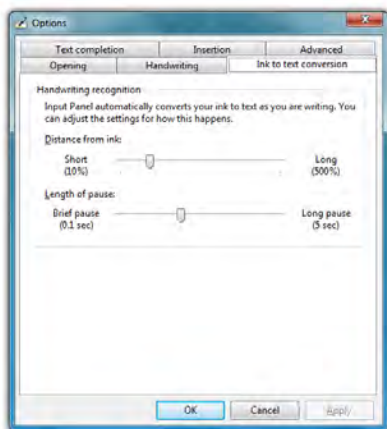 Options
Text completion Insertion Advanced
Opening Handwriting Ink to text conversion
Handwriting recognition
Input Panel automatically converts your ink to text as you are writing. You
can adjust the settings for how this happens.
Distance from ink:
Short Long
(10%) (500%)
Length of pause:
Brief pause Long pause
(0.1 sec) (5 sec)
OK Cancel Apply